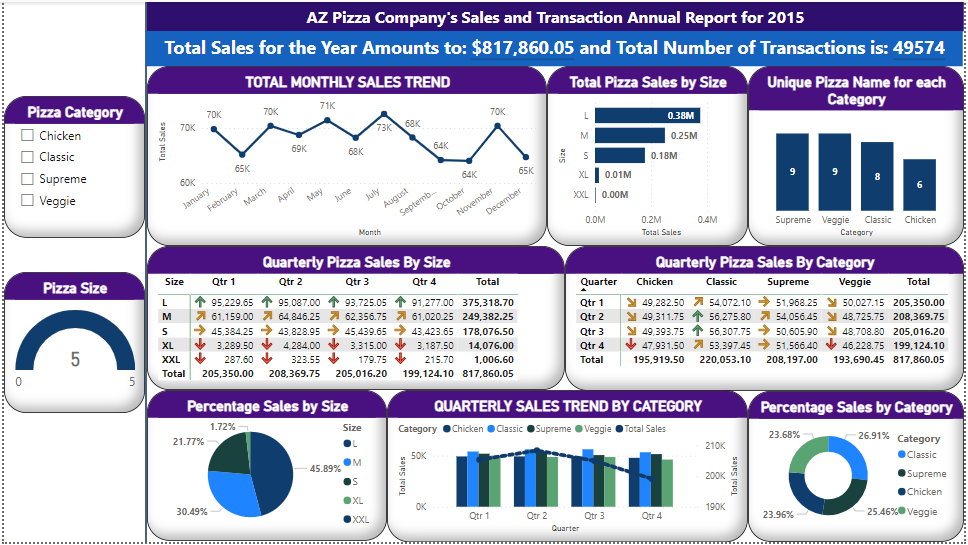 AZ Pizza Company's Sales and Transaction Annual Report for 2015
Total Sales for the Year Amounts to: $817,860.05 and Total Number of Transactions is: 49574
Pizza Category
Chicken
Classic
Supreme
Veggie
Pizza Size
5
0 5
TOTAL MONTHLY SALES TREND
Total Sales
70K
60K
70K
65K
70K
69K
71K
68K
73K
68K
64K
64K
70K
65K
January February March April May June July August Septemb... October November December
Month
Total Pizza Sales by Size
Size
L 0.38M
M 0.25M
S 0.18M
XL 0.01M
XXL 0.00M
0.0M 0.2M 0.4M
Total Sales
Unique Pizza Name for each
Category
9 9 8 6
Supreme Veggie Classic Chicken
Category
Quarterly Pizza Sales By Size
Size Qtr 1 Qtr 2 Qtr 3 Qtr 4 Total
L 95,229.65 95,087.00 93,725.05 91,277.00 375,318.70
M 61,159.00 64,846.25 62,356.75 61,020.25 249,382.25
S 45,384.25 43,828.95 45,439.65 43,423.65 178,076.50
XL 3,289.50 4,284.00 3,315.00 3,187.50 14,076.00
XXL 287.60 323.55 179.75 215.70 1,006.60
Total 205,350.00 208,369.75 205,016.20 199,124.10 817,860.05
Quarterly Pizza Sales By Category
Quarter Chicken Classic Supreme Veggie Total
Qtr 1 49,282.50 54,072.10 51,968.25 50,027.15 205,350.00
Qtr 2 49,311.75 56,275.80 54,056.45 48,725.75 208,369.75
Qtr 3 49,393.75 56,307.75 50,605.90 48,708.80 205,016.20
Qtr 4 47,931.50 53,397.45 51,566.40 46,228.75 199,124.10
Total 195,919.50 220,053.10 208,197.00 193,690.45 817,860.05
Percentage Sales by Size
1.72%
21.77%
45.89%
30.49%
Size
L
M
S
XL
XXL
QUARTERLY SALES TREND BY CATEGORY
Category Chicken Classic Supreme Veggie Total Sales
Total Sales
50K
0K
210K
200K
190K
Total Sales
Qtr 1 Qtr 2 Qtr 3 Qtr 4
Quarter
Percentage Sales by Category
23.68%
26.91%
23.96%
25.46%
Category
Classic
Supreme
Chicken
Veggie